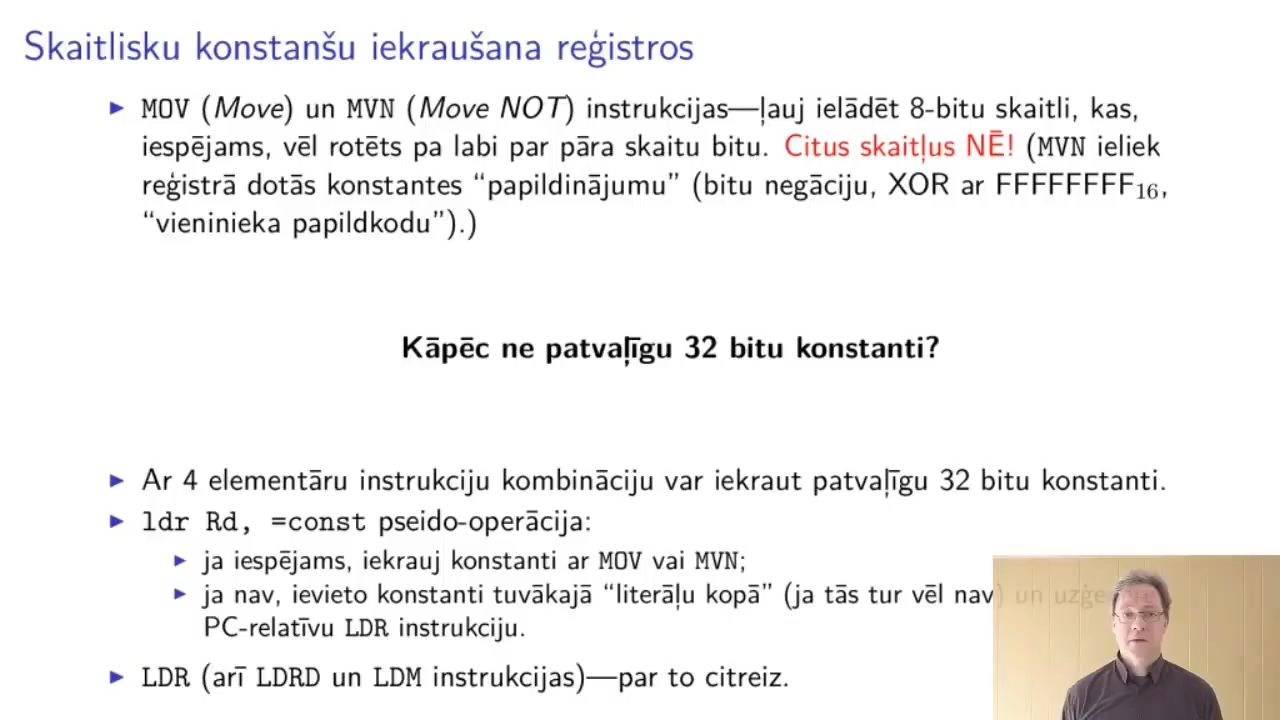 Skaitlisku konstanšu iekraušana reģistros
▶ MOV (Move) un MVN (Move NOT) instrukcijas—ļauj ielādēt 8-bitu skaitli, kas,
iespējams, vēl rotēts pa labi par pāra skaitu bitu. Citus skaitļus NĒ! (MVN ieliek
reģistrā dotās konstantes “papildinājumu” (bitu negāciju, XOR ar FFFFFFFF₁₆,
“vieninieka papildkodu”).)
Kāpēc ne patvaļīgu 32 bitu konstanti?
▶ Ar 4 elementāru instrukciju kombināciju var iekraut patvaļīgu 32 bitu konstanti.
▶ ldr Rd, =const pseido-operācija:
▶ ja iespējams, iekrauj konstanti ar MOV vai MVN;
▶ ja nav, ievieto konstanti tuvākajā “literāļu kopā” (ja tās tur vēl nav) un
PC-relatīvu LDR instrukciju.
▶ LDR (arī LDRD un LDM instrukcijas)—par to citreiz.